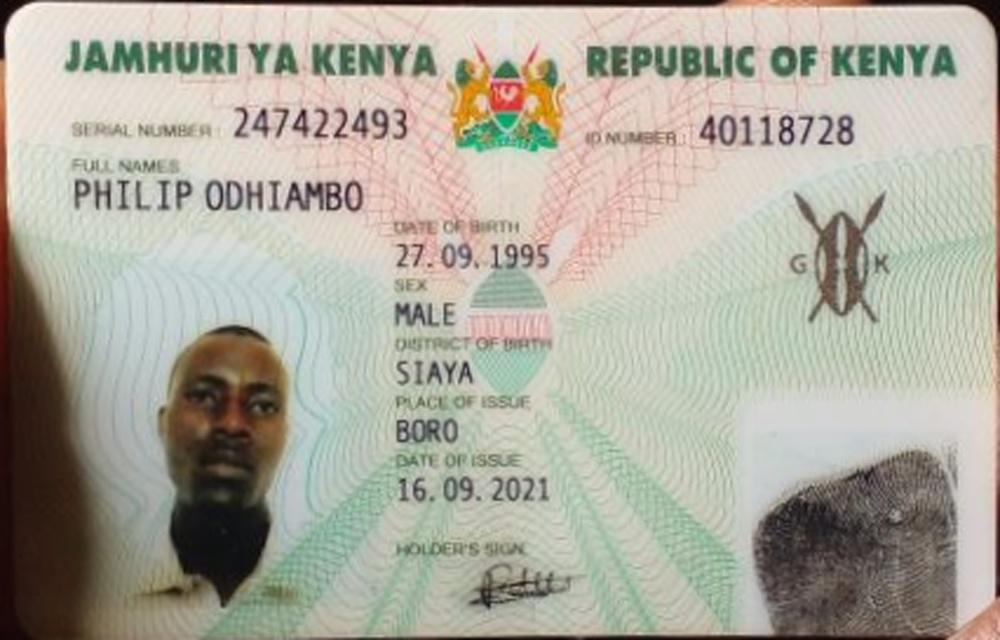 JAMHURI YA KENYA REPUBLIC OF KENYA
SERIAL NUMBER : 247422493 ID NUMBER : 40118728
FULL NAMES
PHILIP ODHIAMBO
DATE OF BIRTH
27.09.1995
SEX
MALE
DISTRICT OF BIRTH
SIAYA
PLACE OF ISSUE
BORO
DATE OF ISSUE
16.09.2021
HOLDER'S SIGN.
G K